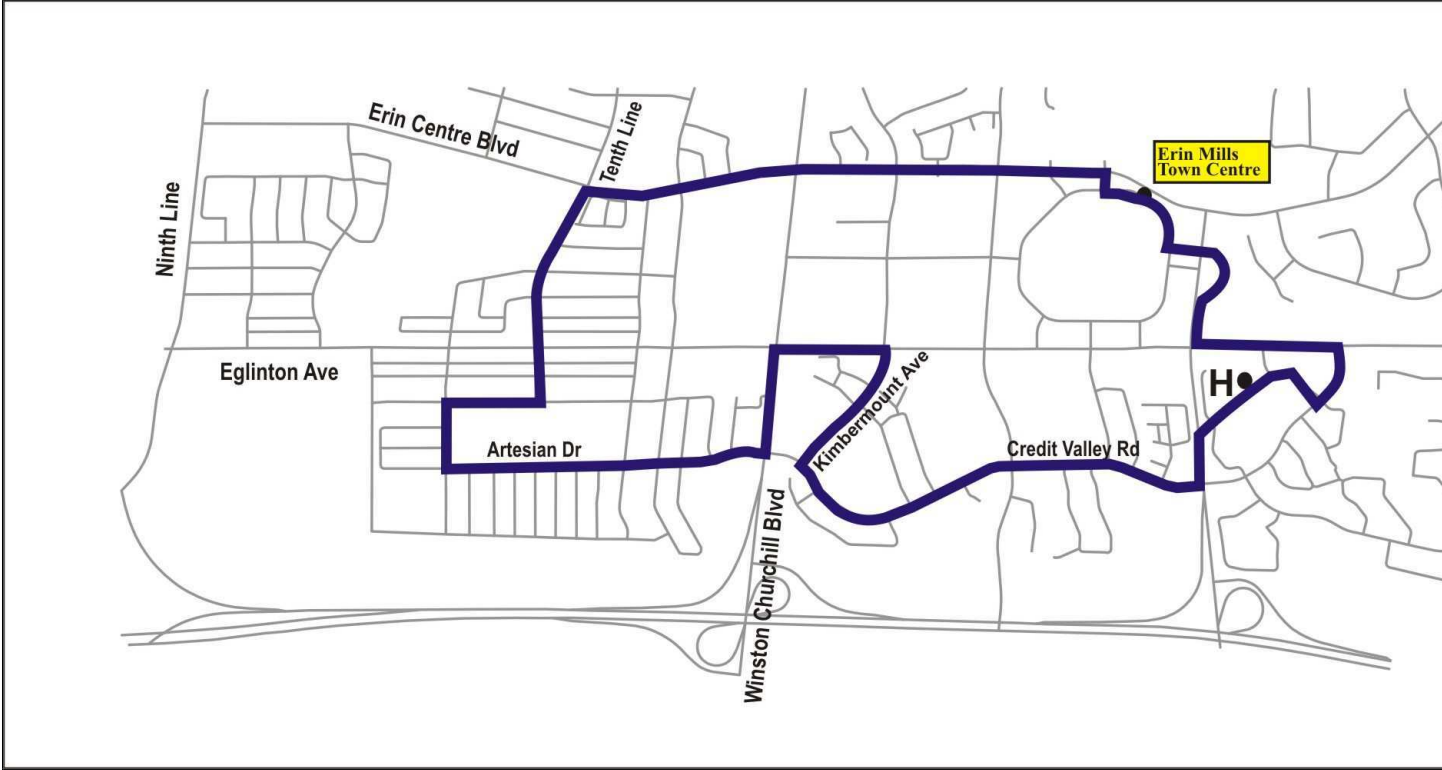 Erin Centre Blvd
Tenth Line
Erin Mills
Town Centre
Ninth Line
Eglinton Ave
H
Kimbermount Ave
Artesian Dr
Credit Valley Rd
Winston Churchill Blvd